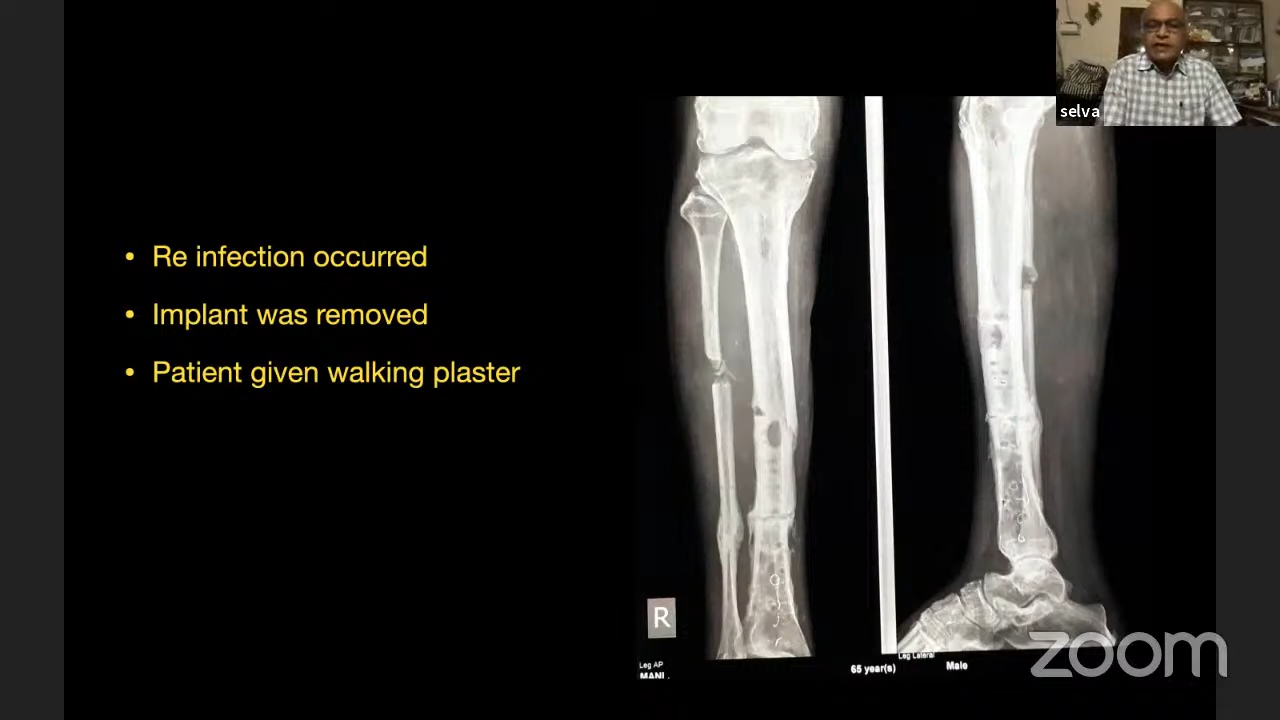 selva
• Re infection occurred
• Implant was removed
• Patient given walking plaster
R
Leg AP
MANI .
65 year(s)
Leg Lateral
Male
zoom